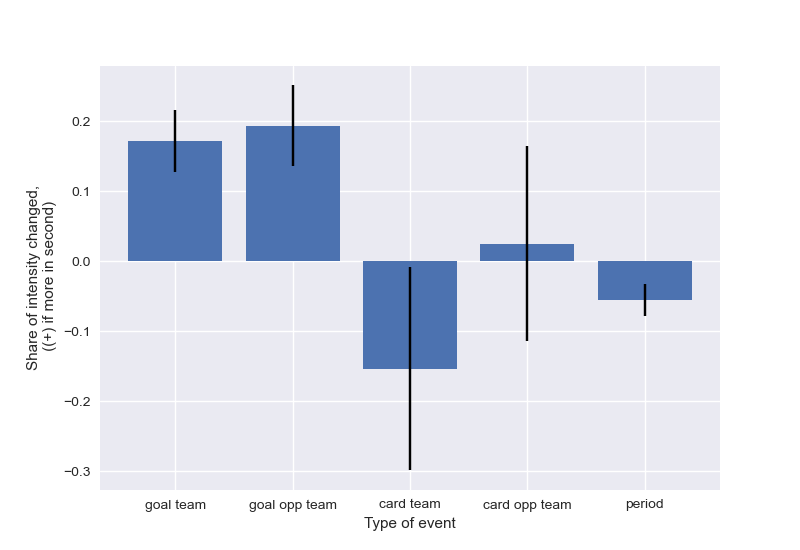 Share of intensity changed,
((+) if more in second)
0.2
0.1
0.0
−0.1
−0.2
−0.3
goal team
goal opp team
card team
card opp team
period
Type of event